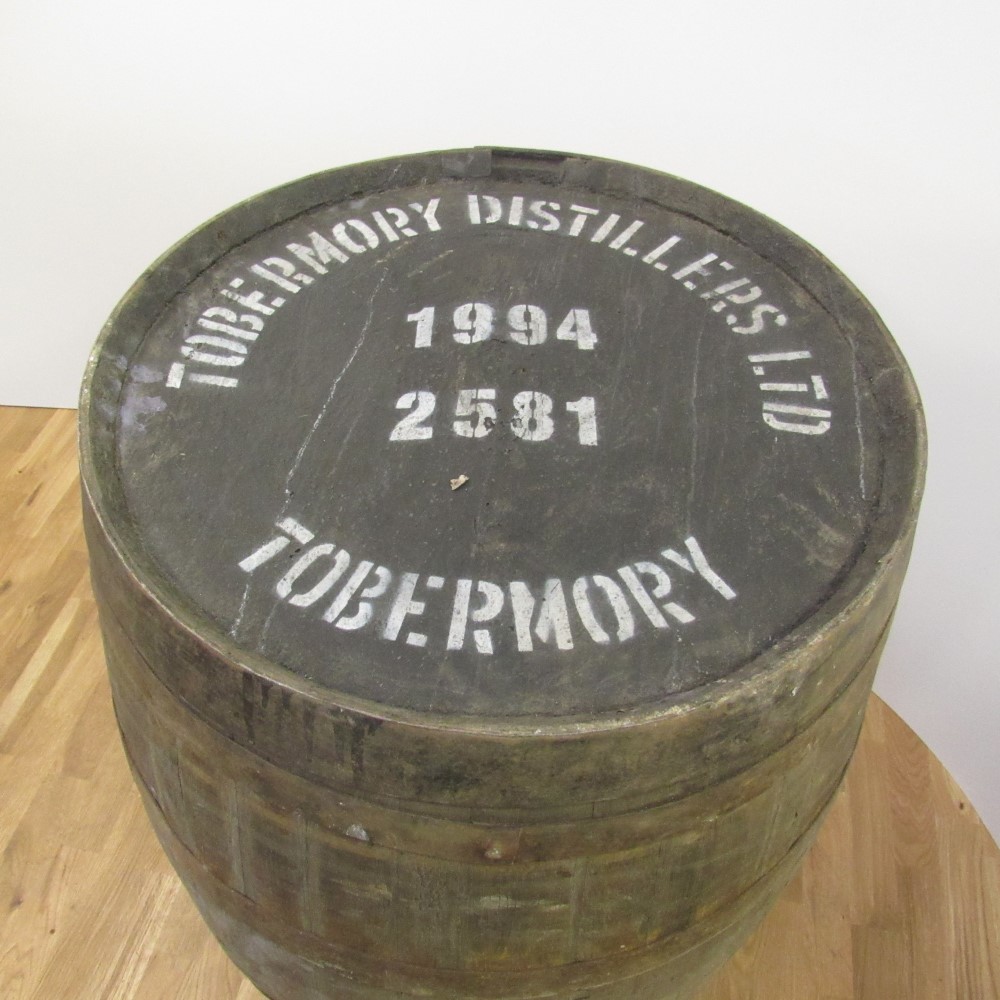 TOBERMORY DISTILLERS LTD
1994
2581
TOBERMORY